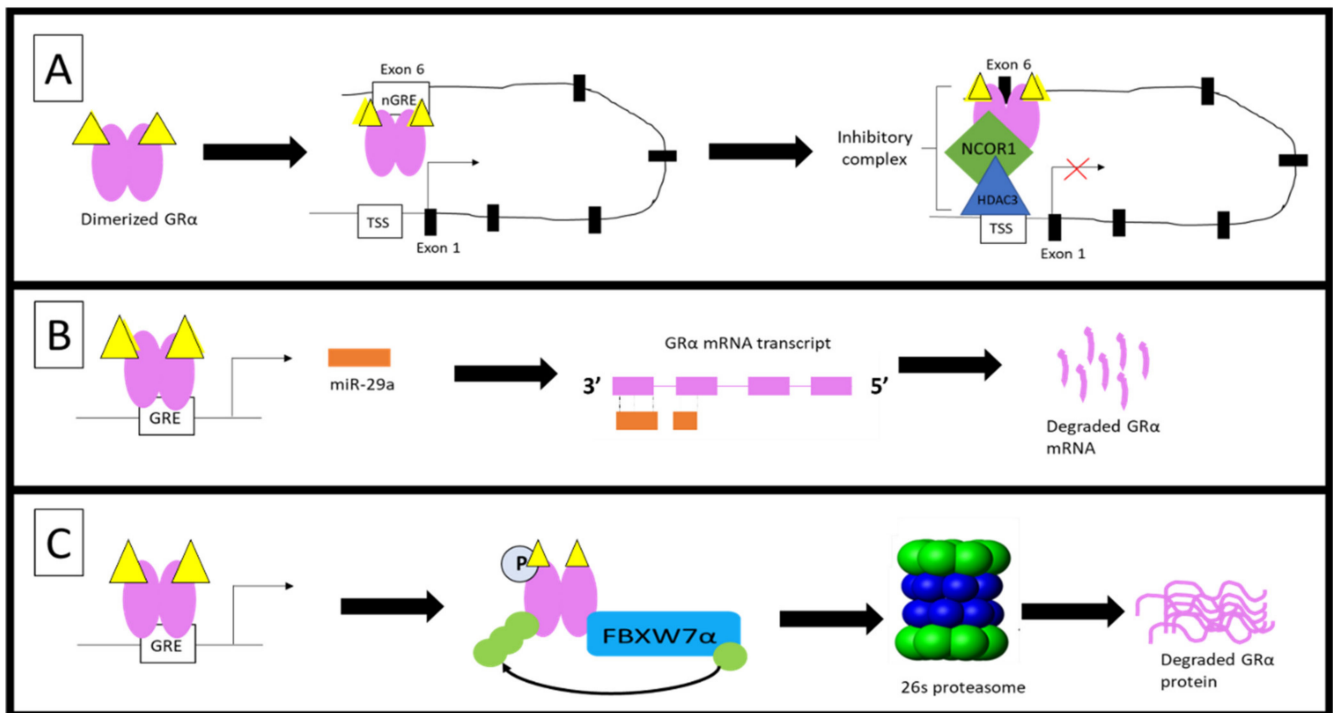 A
Dimerized GRα
Exon 6
nGRE
TSS
Exon 1
Inhibitory
complex
Exon 6
NCOR1
HDAC3
TSS
Exon 1
B
GRE
miR-29a
GRα mRNA transcript
3’
5’
Degraded GRα
mRNA
C
GRE
P
FBXW7α
26s proteasome
Degraded GRα
protein